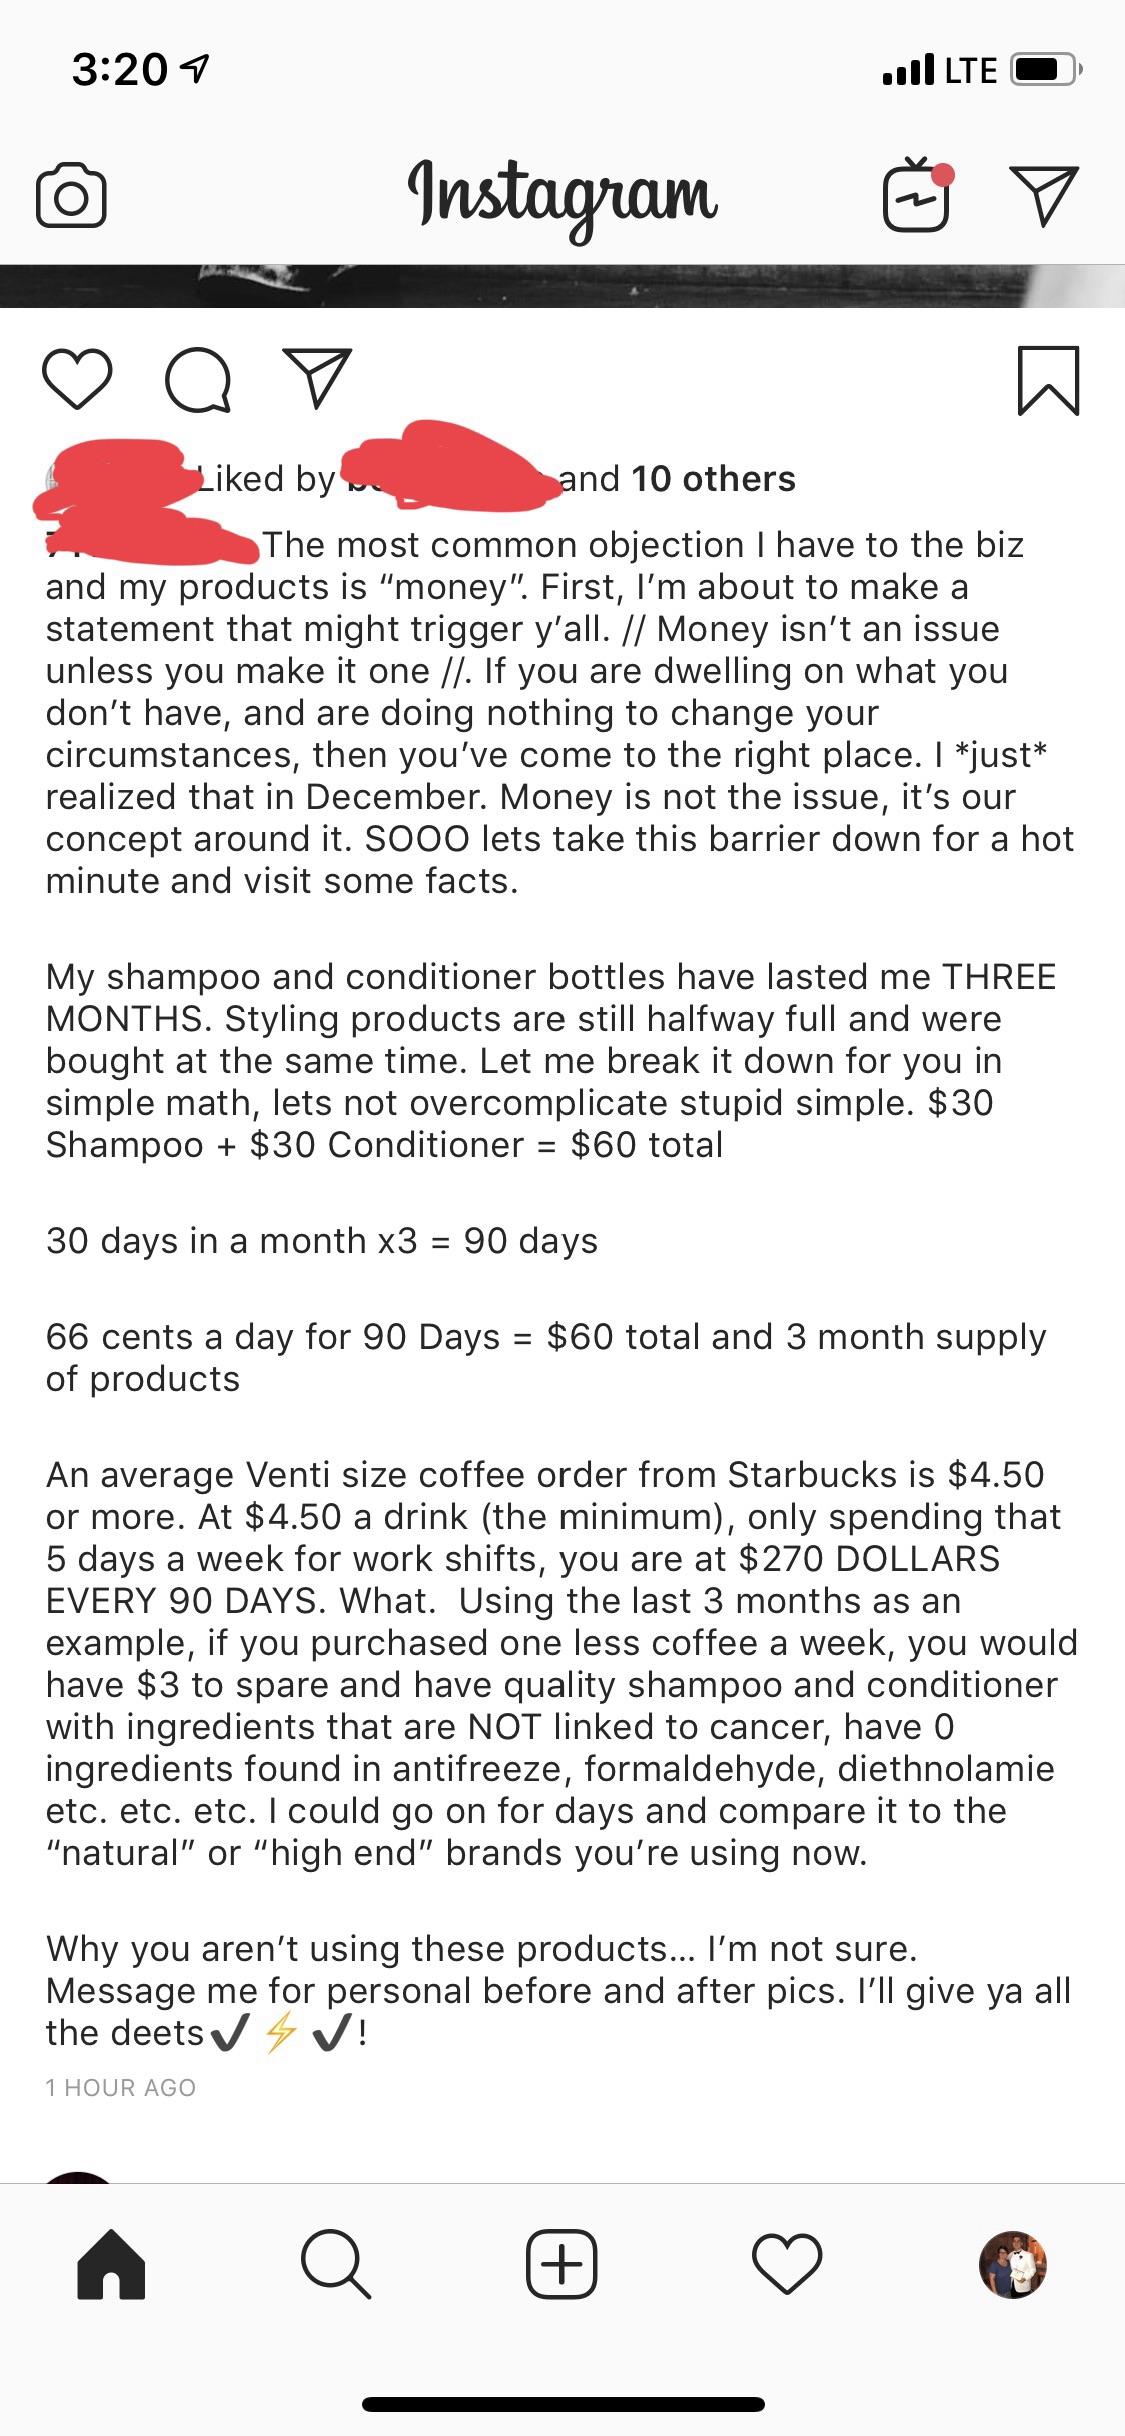 3:20
LTE
Instagram
Liked by
and 10 others
The most common objection I have to the biz
and my products is “money”. First, I’m about to make a
statement that might trigger y’all. // Money isn’t an issue
unless you make it one //. If you are dwelling on what you
don’t have, and are doing nothing to change your
circumstances, then you’ve come to the right place. I *just*
realized that in December. Money is not the issue, it’s our
concept around it. SOOO lets take this barrier down for a hot
minute and visit some facts.
My shampoo and conditioner bottles have lasted me THREE
MONTHS. Styling products are still halfway full and were
bought at the same time. Let me break it down for you in
simple math, lets not overcomplicate stupid simple. $30
Shampoo + $30 Conditioner = $60 total
30 days in a month x3 = 90 days
66 cents a day for 90 Days = $60 total and 3 month supply
of products
An average Venti size coffee order from Starbucks is $4.50
or more. At $4.50 a drink (the minimum), only spending that
5 days a week for work shifts, you are at $270 DOLLARS
EVERY 90 DAYS. What.  Using the last 3 months as an
example, if you purchased one less coffee a week, you would
have $3 to spare and have quality shampoo and conditioner
with ingredients that are NOT linked to cancer, have 0
ingredients found in antifreeze, formaldehyde, diethnolamie
etc. etc. etc. I could go on for days and compare it to the
“natural” or “high end” brands you’re using now.
Why you aren’t using these products... I’m not sure.
Message me for personal before and after pics. I’ll give ya all
the deets✔️⚡✔️!
1 HOUR AGO